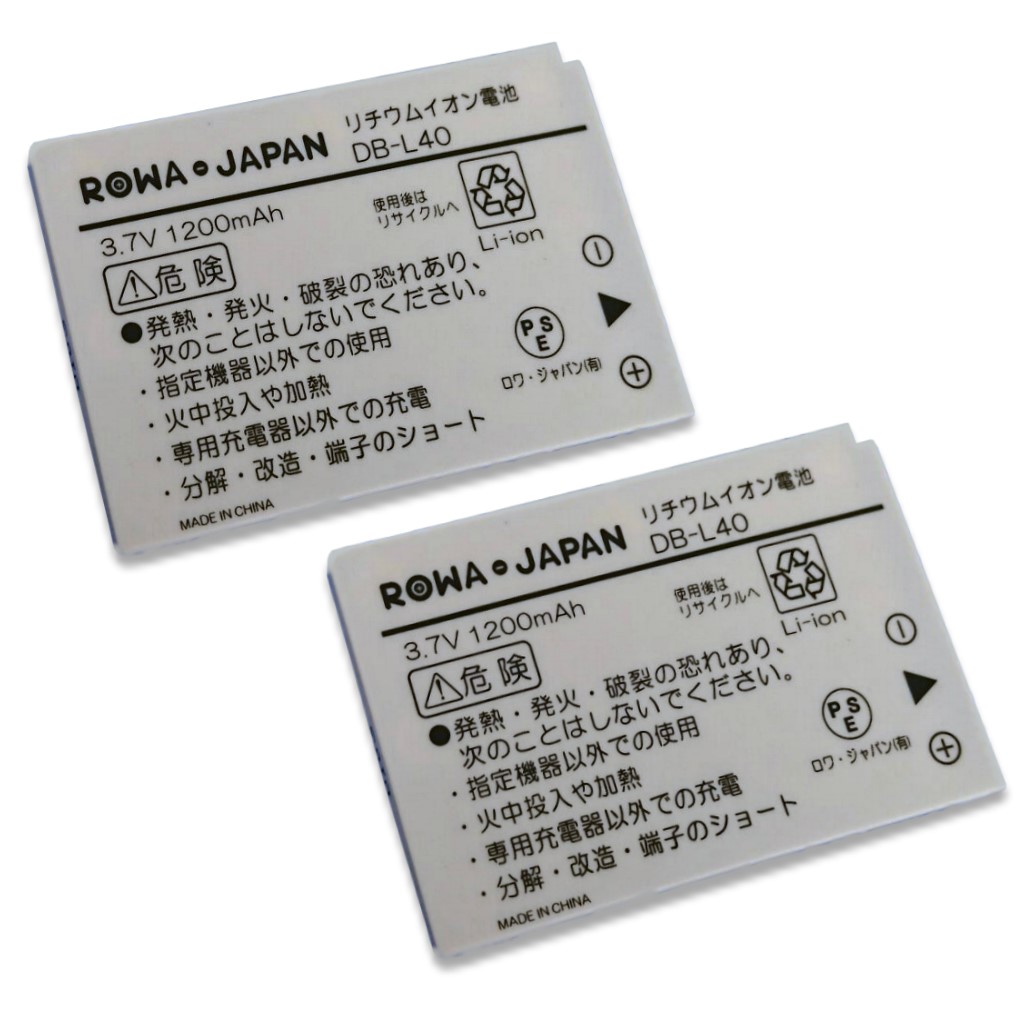 ROWA JAPAN
リチウムイオン電池
DB-L40
3.7V 1200mAh
使用後は
リサイクルへ
Li-ion
危険
●発熱・発火・破裂の恐れあり、
次のことはしないでください。
・指定機器以外での使用
・火中投入や加熱
・専用充電器以外での充電
・分解・改造・端子のショート
PSE
ロワ・ジャパン(有)
MADE IN CHINA
ROWA JAPAN
リチウムイオン電池
DB-L40
3.7V 1200mAh
使用後は
リサイクルへ
Li-ion
危険
●発熱・発火・破裂の恐れあり、
次のことはしないでください。
・指定機器以外での使用
・火中投入や加熱
・専用充電器以外での充電
・分解・改造・端子のショート
PSE
ロワ・ジャパン(有)
MADE IN CHINA